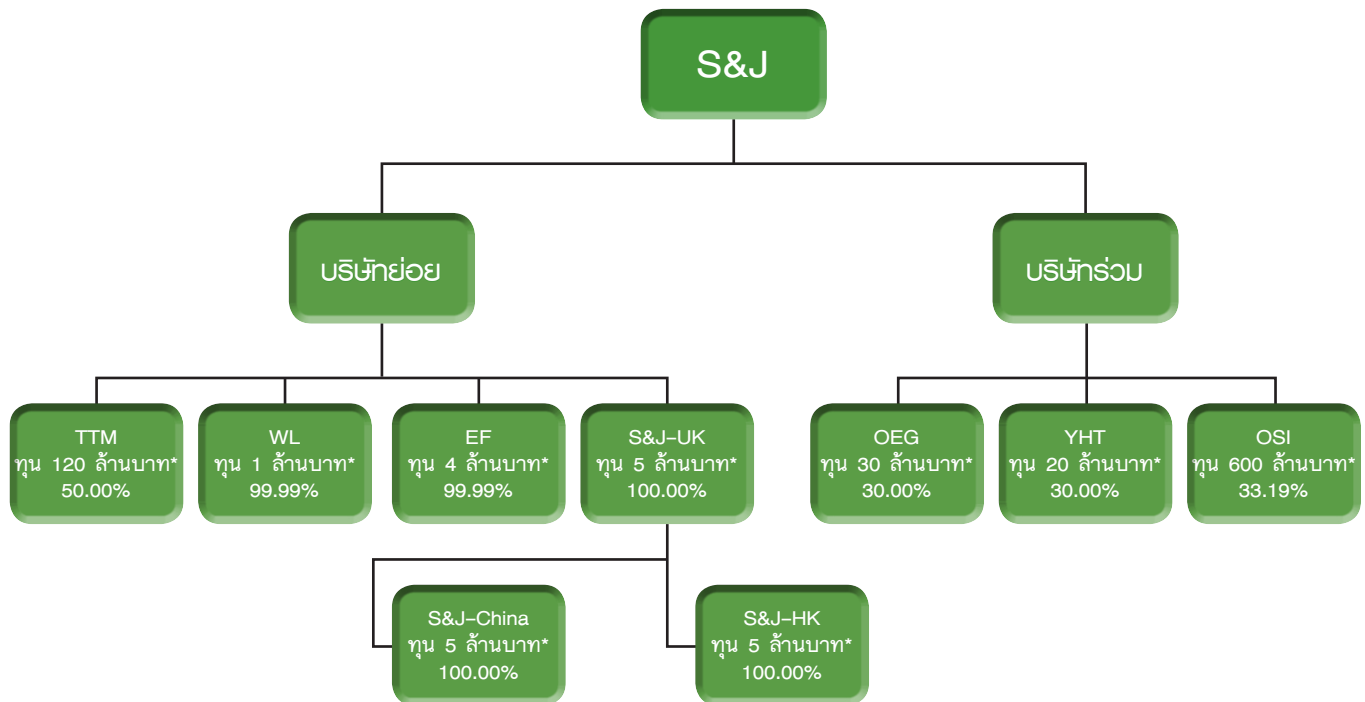 S&J
บริษัทย่อย
บริษัทร่วม
TTM
ทุน 120 ล้านบาท*
50.00%
WL
ทุน 1 ล้านบาท*
99.99%
EF
ทุน 4 ล้านบาท*
99.99%
S&J-UK
ทุน 5 ล้านบาท*
100.00%
OEG
ทุน 30 ล้านบาท*
30.00%
YHT
ทุน 20 ล้านบาท*
30.00%
OSI
ทุน 600 ล้านบาท*
33.19%
S&J-China
ทุน 5 ล้านบาท*
100.00%
S&J-HK
ทุน 5 ล้านบาท*
100.00%